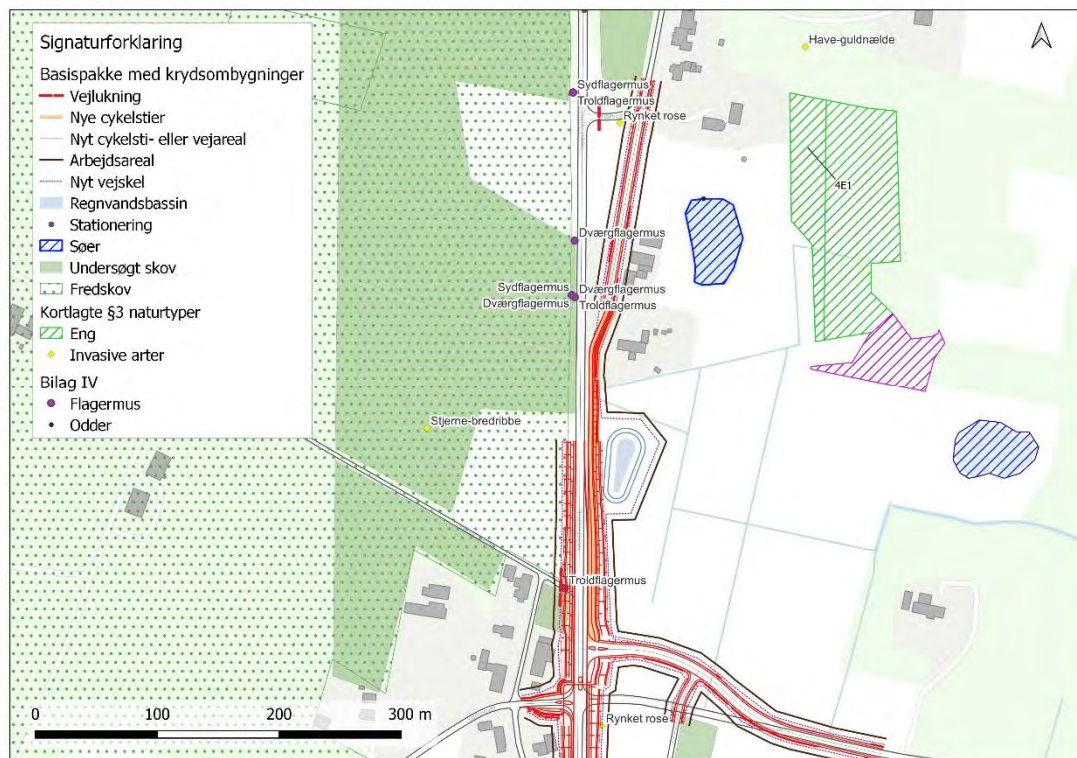 Signaturforklaring
Basispakke med krydsombygninger
Vejlukning
Nye cykelstier
Nyt cykelsti- eller vejareal
Arbejdsareal
Nyt vejskel
Regnvandsbassin
Stationering
Søer
Undersøgt skov
Fredskov
Kortlagte §3 naturtyper
Eng
Invasive arter
Bilag IV
Flagermus
Odder
Have-guldnælde
Sydflagermus
Troldflagermus
Rynket rose
4E1
Dværgflagermus
Sydflagermus
Dværgflagermus
Dværgflagermus
Troldflagermus
Stjerne-bredribbe
Troldflagermus
Rynket rose
0 100 200 300 m